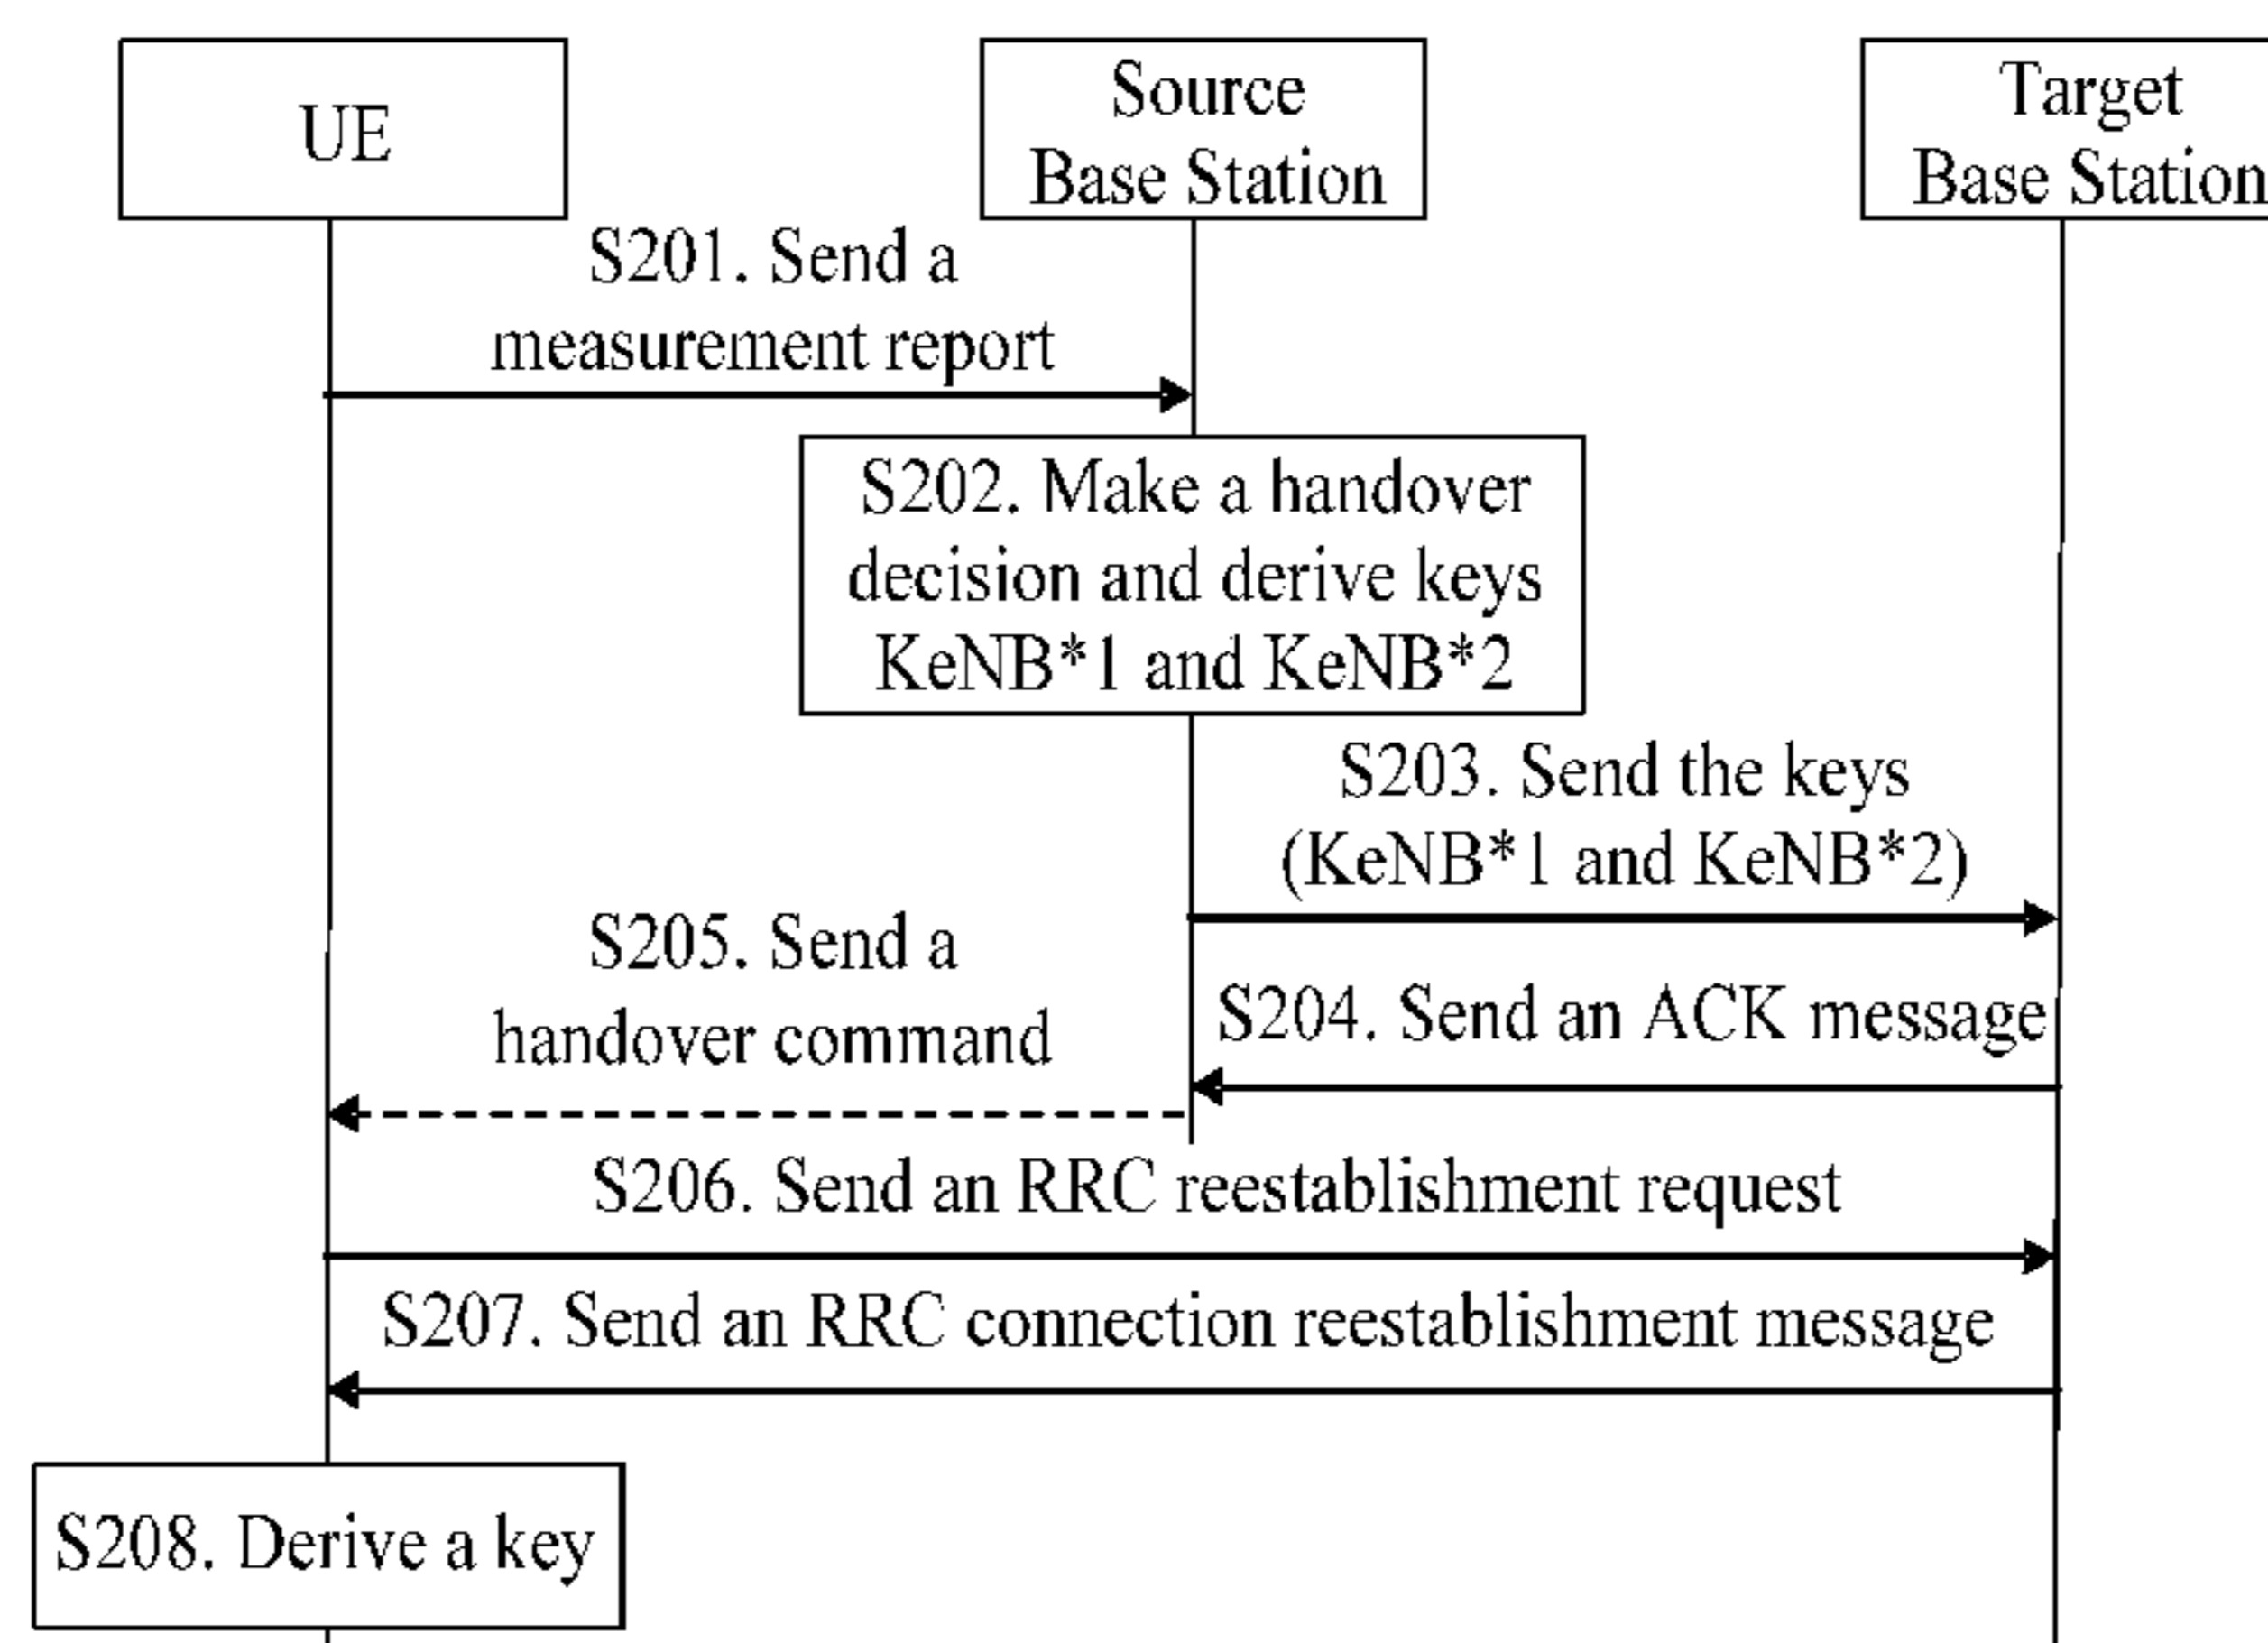 UE
Source
Base Station
Target
Base Station
S201. Send a
measurement report
S202. Make a handover
decision and derive keys
KeNB*1 and KeNB*2
S203. Send the keys
(KeNB*1 and KeNB*2)
S205. Send a
handover command
S204. Send an ACK message
S206. Send an RRC reestablishment request
S207. Send an RRC connection reestablishment message
S208. Derive a key